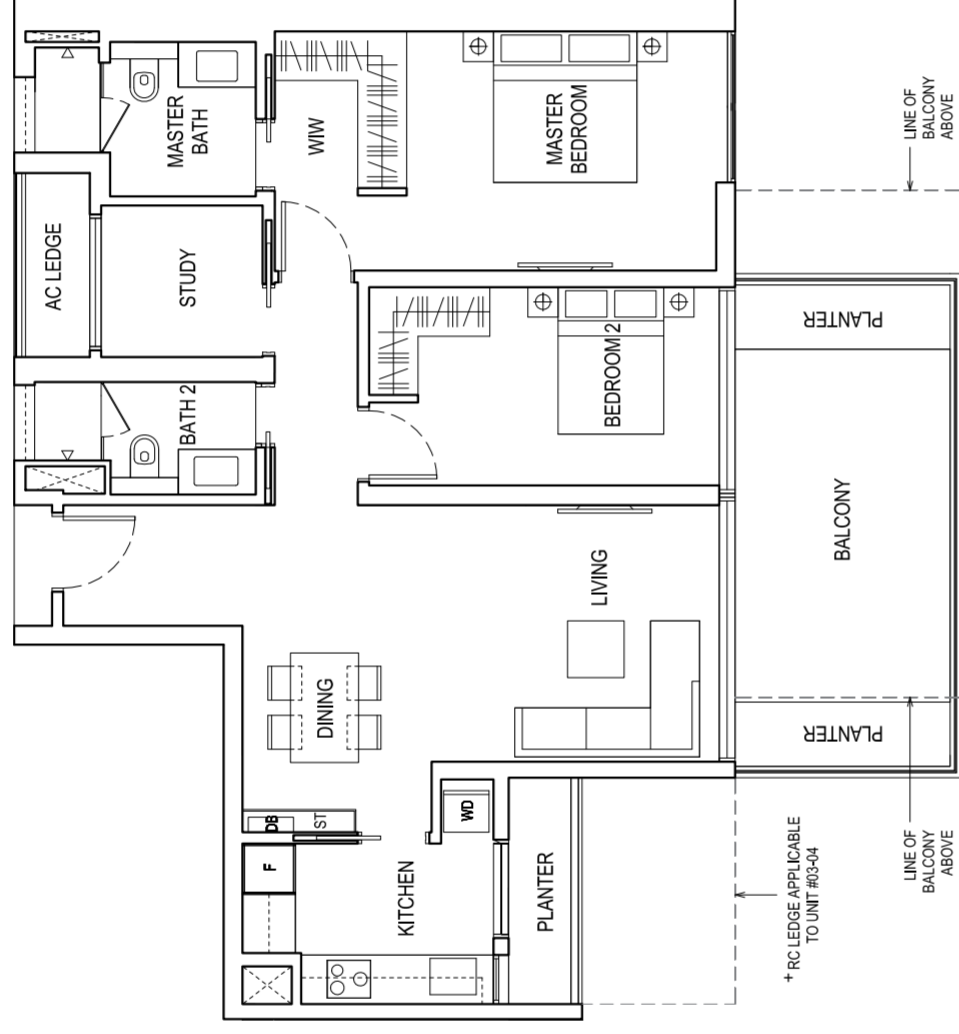 MASTER
BATH
WIW
MASTER
BEDROOM
LINE OF
BALCONY
ABOVE
AC LEDGE
STUDY
BATH 2
BEDROOM 2
PLANTER
BALCONY
PLANTER
LIVING
DINING
DB
ST
F
WD
KITCHEN
PLANTER
+ RC LEDGE APPLICABLE
TO UNIT #03-04
LINE OF
BALCONY
ABOVE